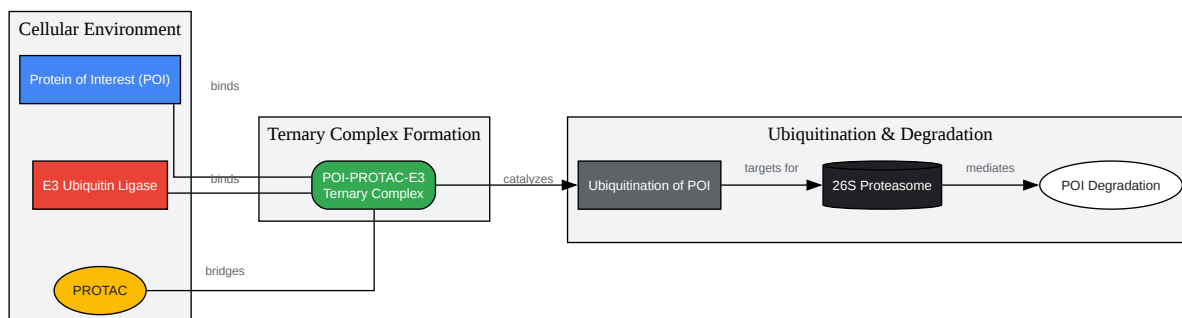 Cellular Environment
Protein of Interest (POI)
binds
Ternary Complex Formation
Ubiquitination & Degradation
E3 Ubiquitin Ligase
binds
POI-PROTAC-E3
Ternary Complex
catalyzes
Ubiquitination of POI
targets for
26S Proteasome
mediates
POI Degradation
bridges
PROTAC